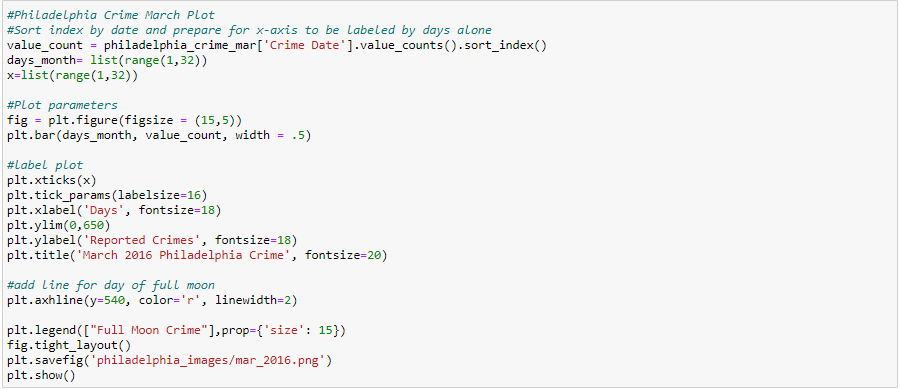 #Philadelphia Crime March Plot
#Sort index by date and prepare for x-axis to be labeled by days alone
value_count = philadelphia_crime_mar['Crime Date'].value_counts().sort_index()
days_month= list(range(1,32))
x=list(range(1,32))

#Plot parameters
fig = plt.figure(figsize = (15,5))
plt.bar(days_month, value_count, width = .5)

#label plot
plt.xticks(x)
plt.tick_params(labelsize=16)
plt.xlabel('Days', fontsize=18)
plt.ylim(0,650)
plt.ylabel('Reported Crimes', fontsize=18)
plt.title('March 2016 Philadelphia Crime', fontsize=20)

#add line for day of full moon
plt.axhline(y=540, color='r', linewidth=2)

plt.legend(["Full Moon Crime"],prop={'size': 15})
fig.tight_layout()
plt.savefig('philadelphia_images/mar_2016.png')
plt.show()